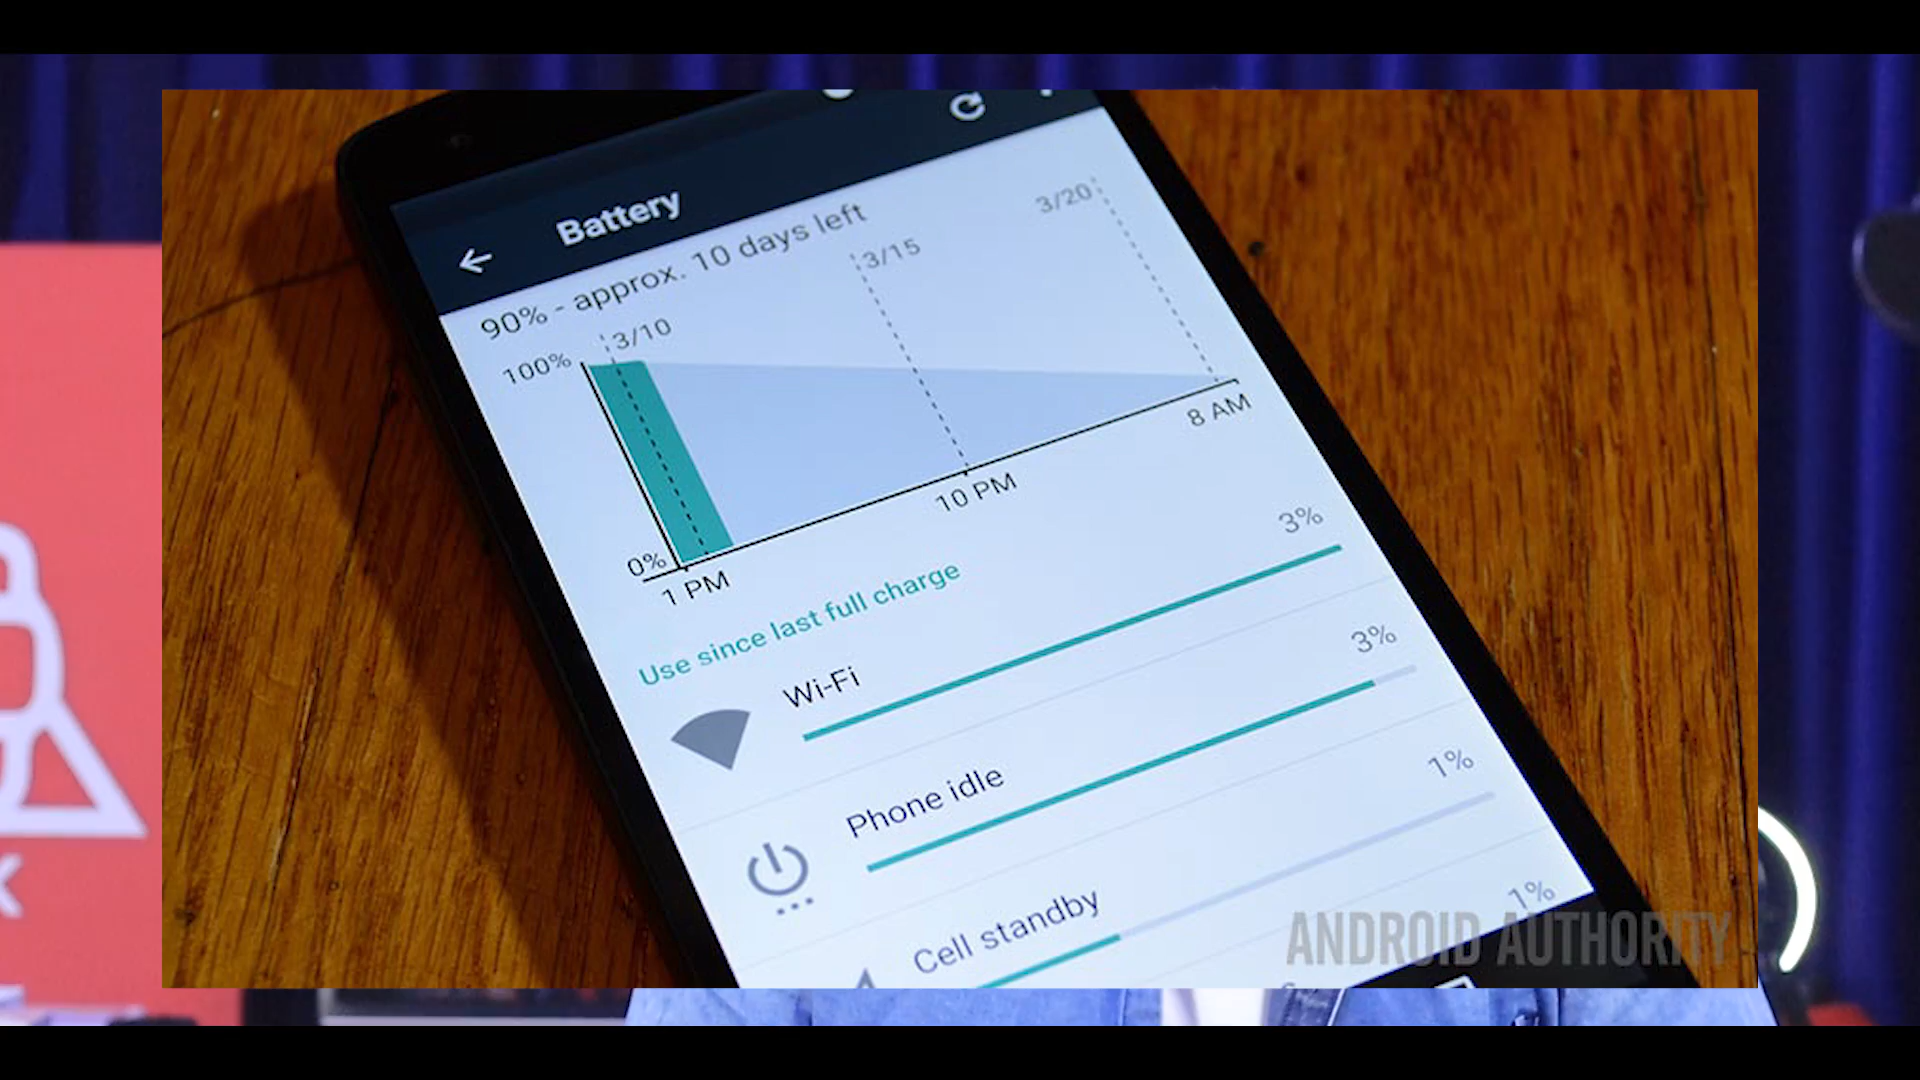 Battery
90% - approx. 10 days left
3/10
3/15
3/20
100%
0%
1 PM
10 PM
8 AM
Use since last full charge
Wi-Fi
3%
Phone idle
3%
Cell standby
1%
1%
ANDROID AUTHORITY